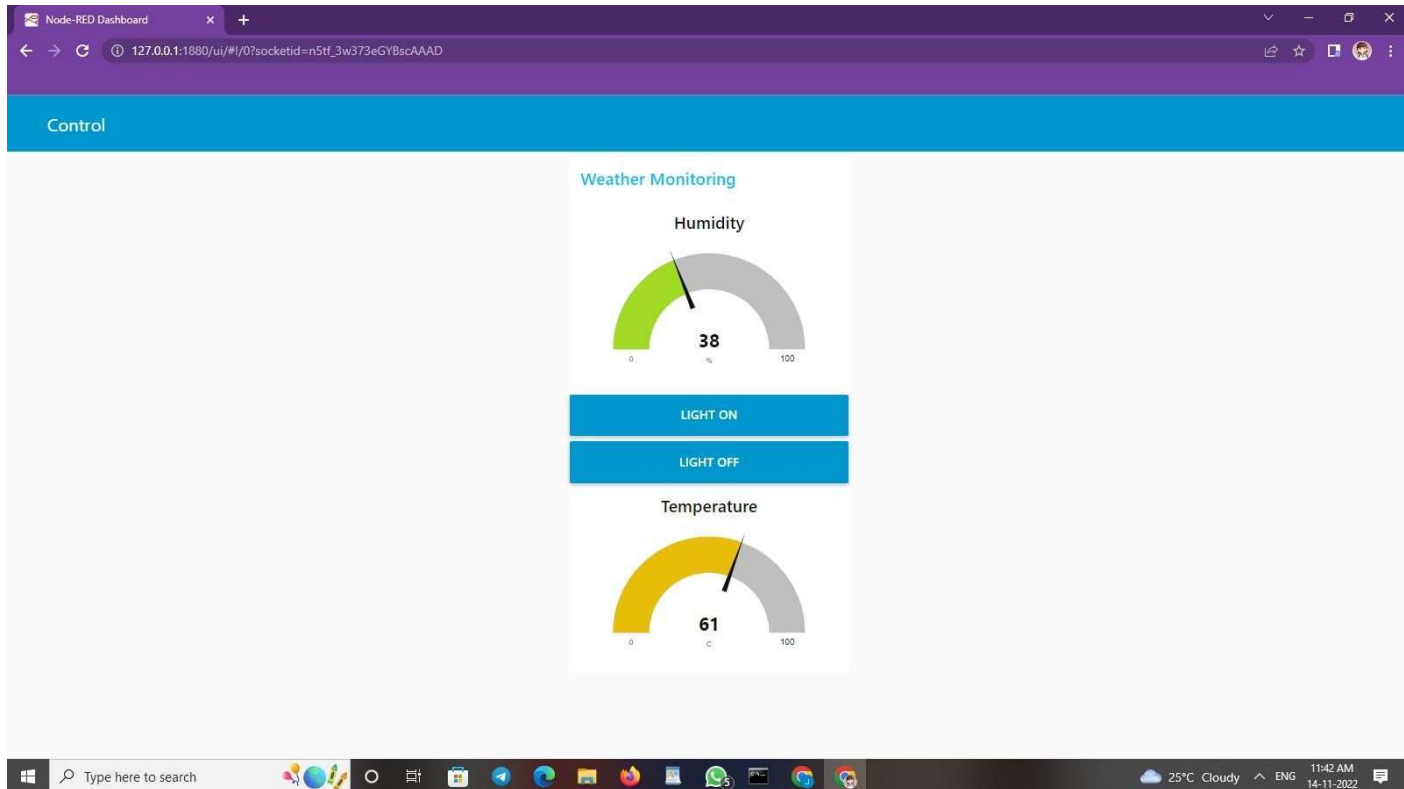 Node-RED Dashboard
127.0.0.1:1880/ui/#!/0?socketid=n5tf_3w373eGYBscAAAD
Control
Weather Monitoring
Humidity
38
0 % 100
LIGHT ON
LIGHT OFF
Temperature
61
0 C 100
Type here to search
5
25°C Cloudy ENG 11:42 AM
14-11-2022